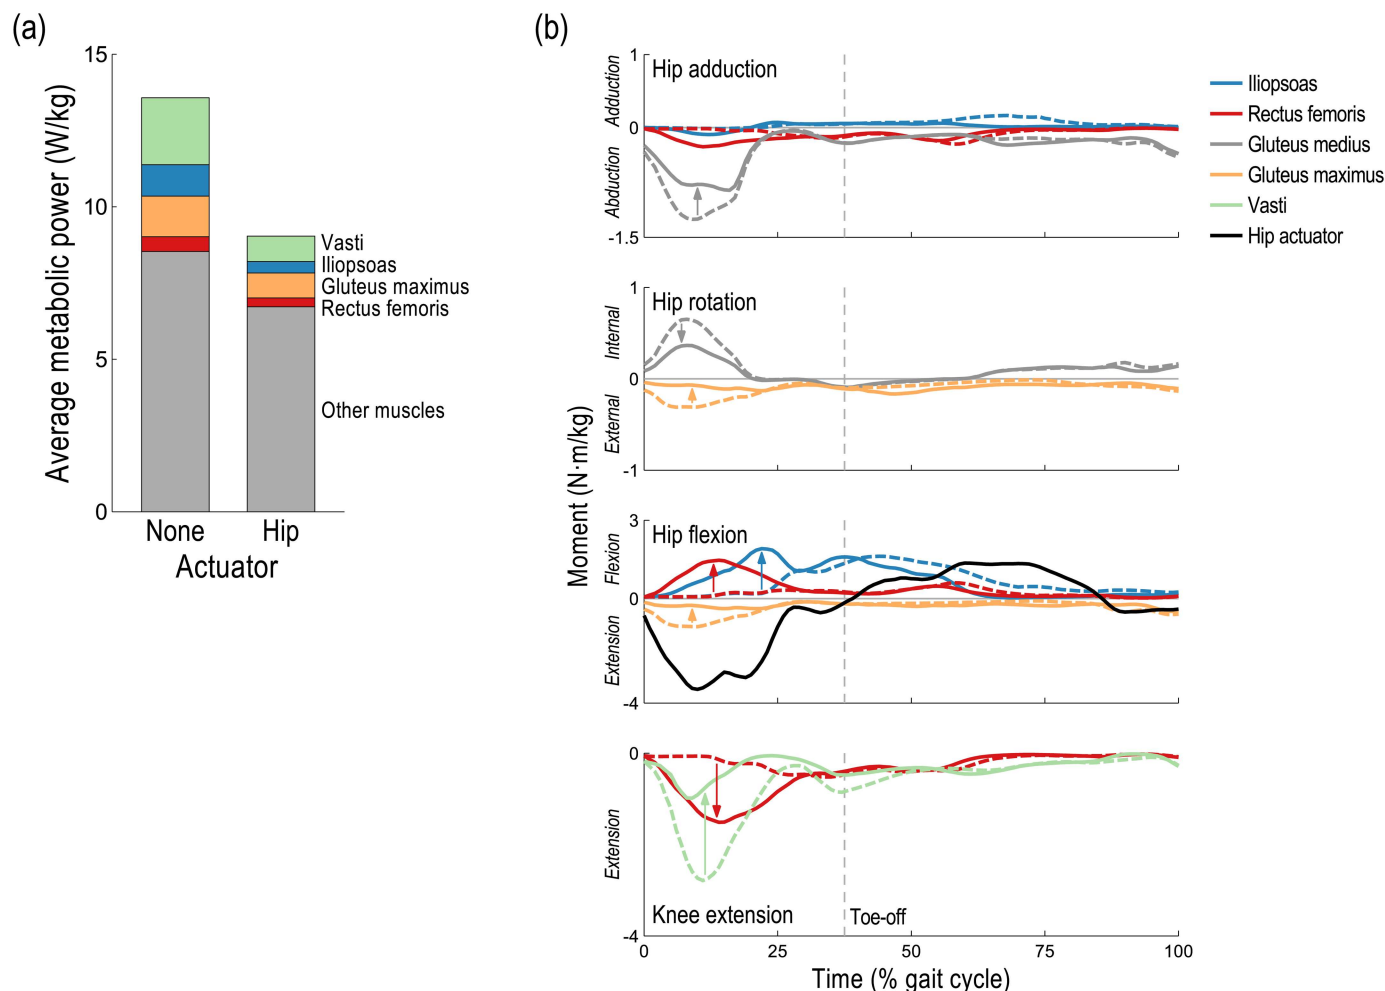 (a)
Average metabolic power (W/kg)
15
10
5
0
Vasti
Iliopsoas
Gluteus maximus
Rectus femoris
Other muscles
None
Hip
Actuator
(b)
Moment (N·m/kg)
Hip adduction
1
0
-1.5
Adduction
Abduction
Hip rotation
1
0
-1
Internal
External
Hip flexion
3
0
-4
Flexion
Extension
Knee extension
0
-4
Extension
Toe-off
0
25
50
75
100
Time (% gait cycle)
Iliopsoas
Rectus femoris
Gluteus medius
Gluteus maximus
Vasti
Hip actuator